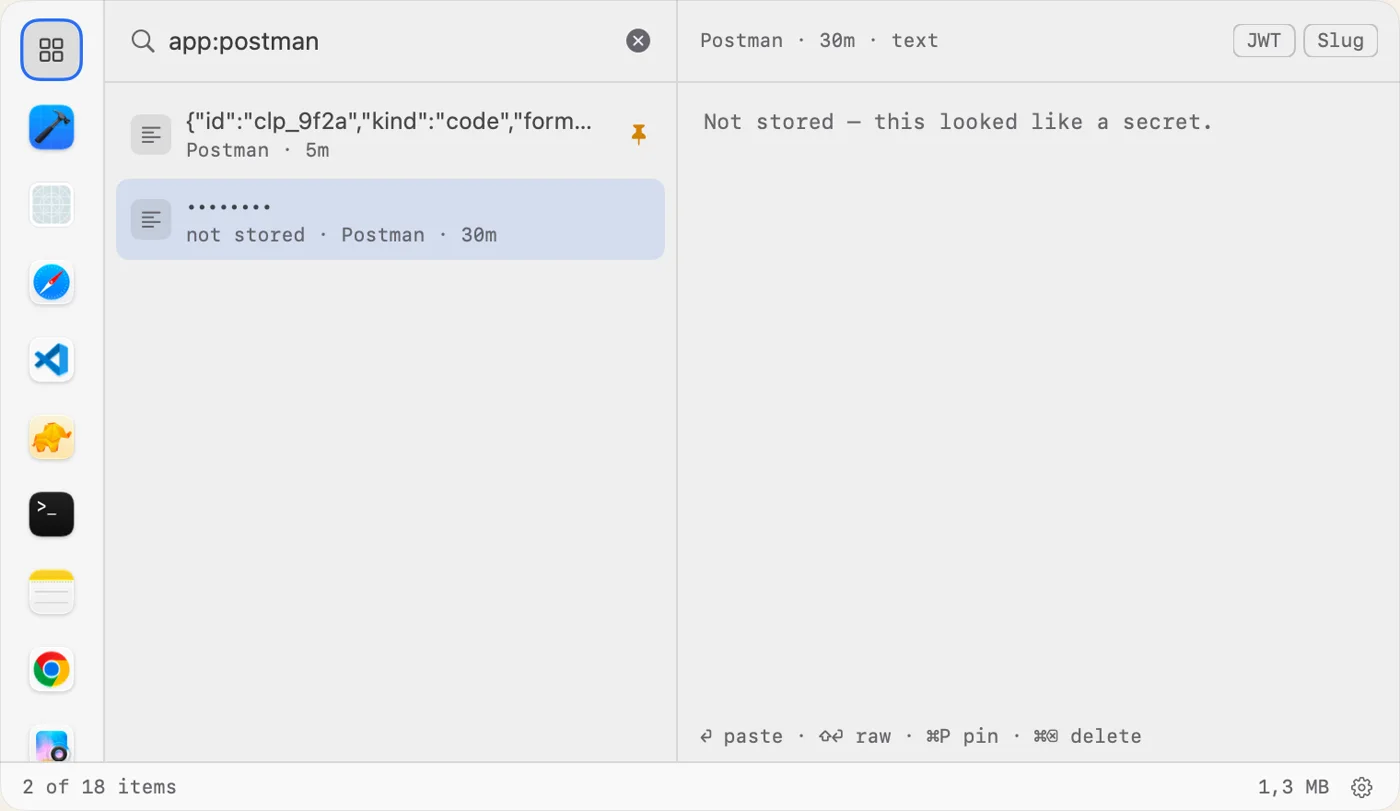 app:postman
Postman · 30m · text
JWT
Slug
{"id":"clp_9f2a","kind":"code","form...
Postman · 5m
••••••••
not stored · Postman · 30m
Not stored — this looked like a secret.
>_
⏎ paste · ⇧⏎ raw · ⌘P pin · ⌘⌫ delete
2 of 18 items
1,3 MB